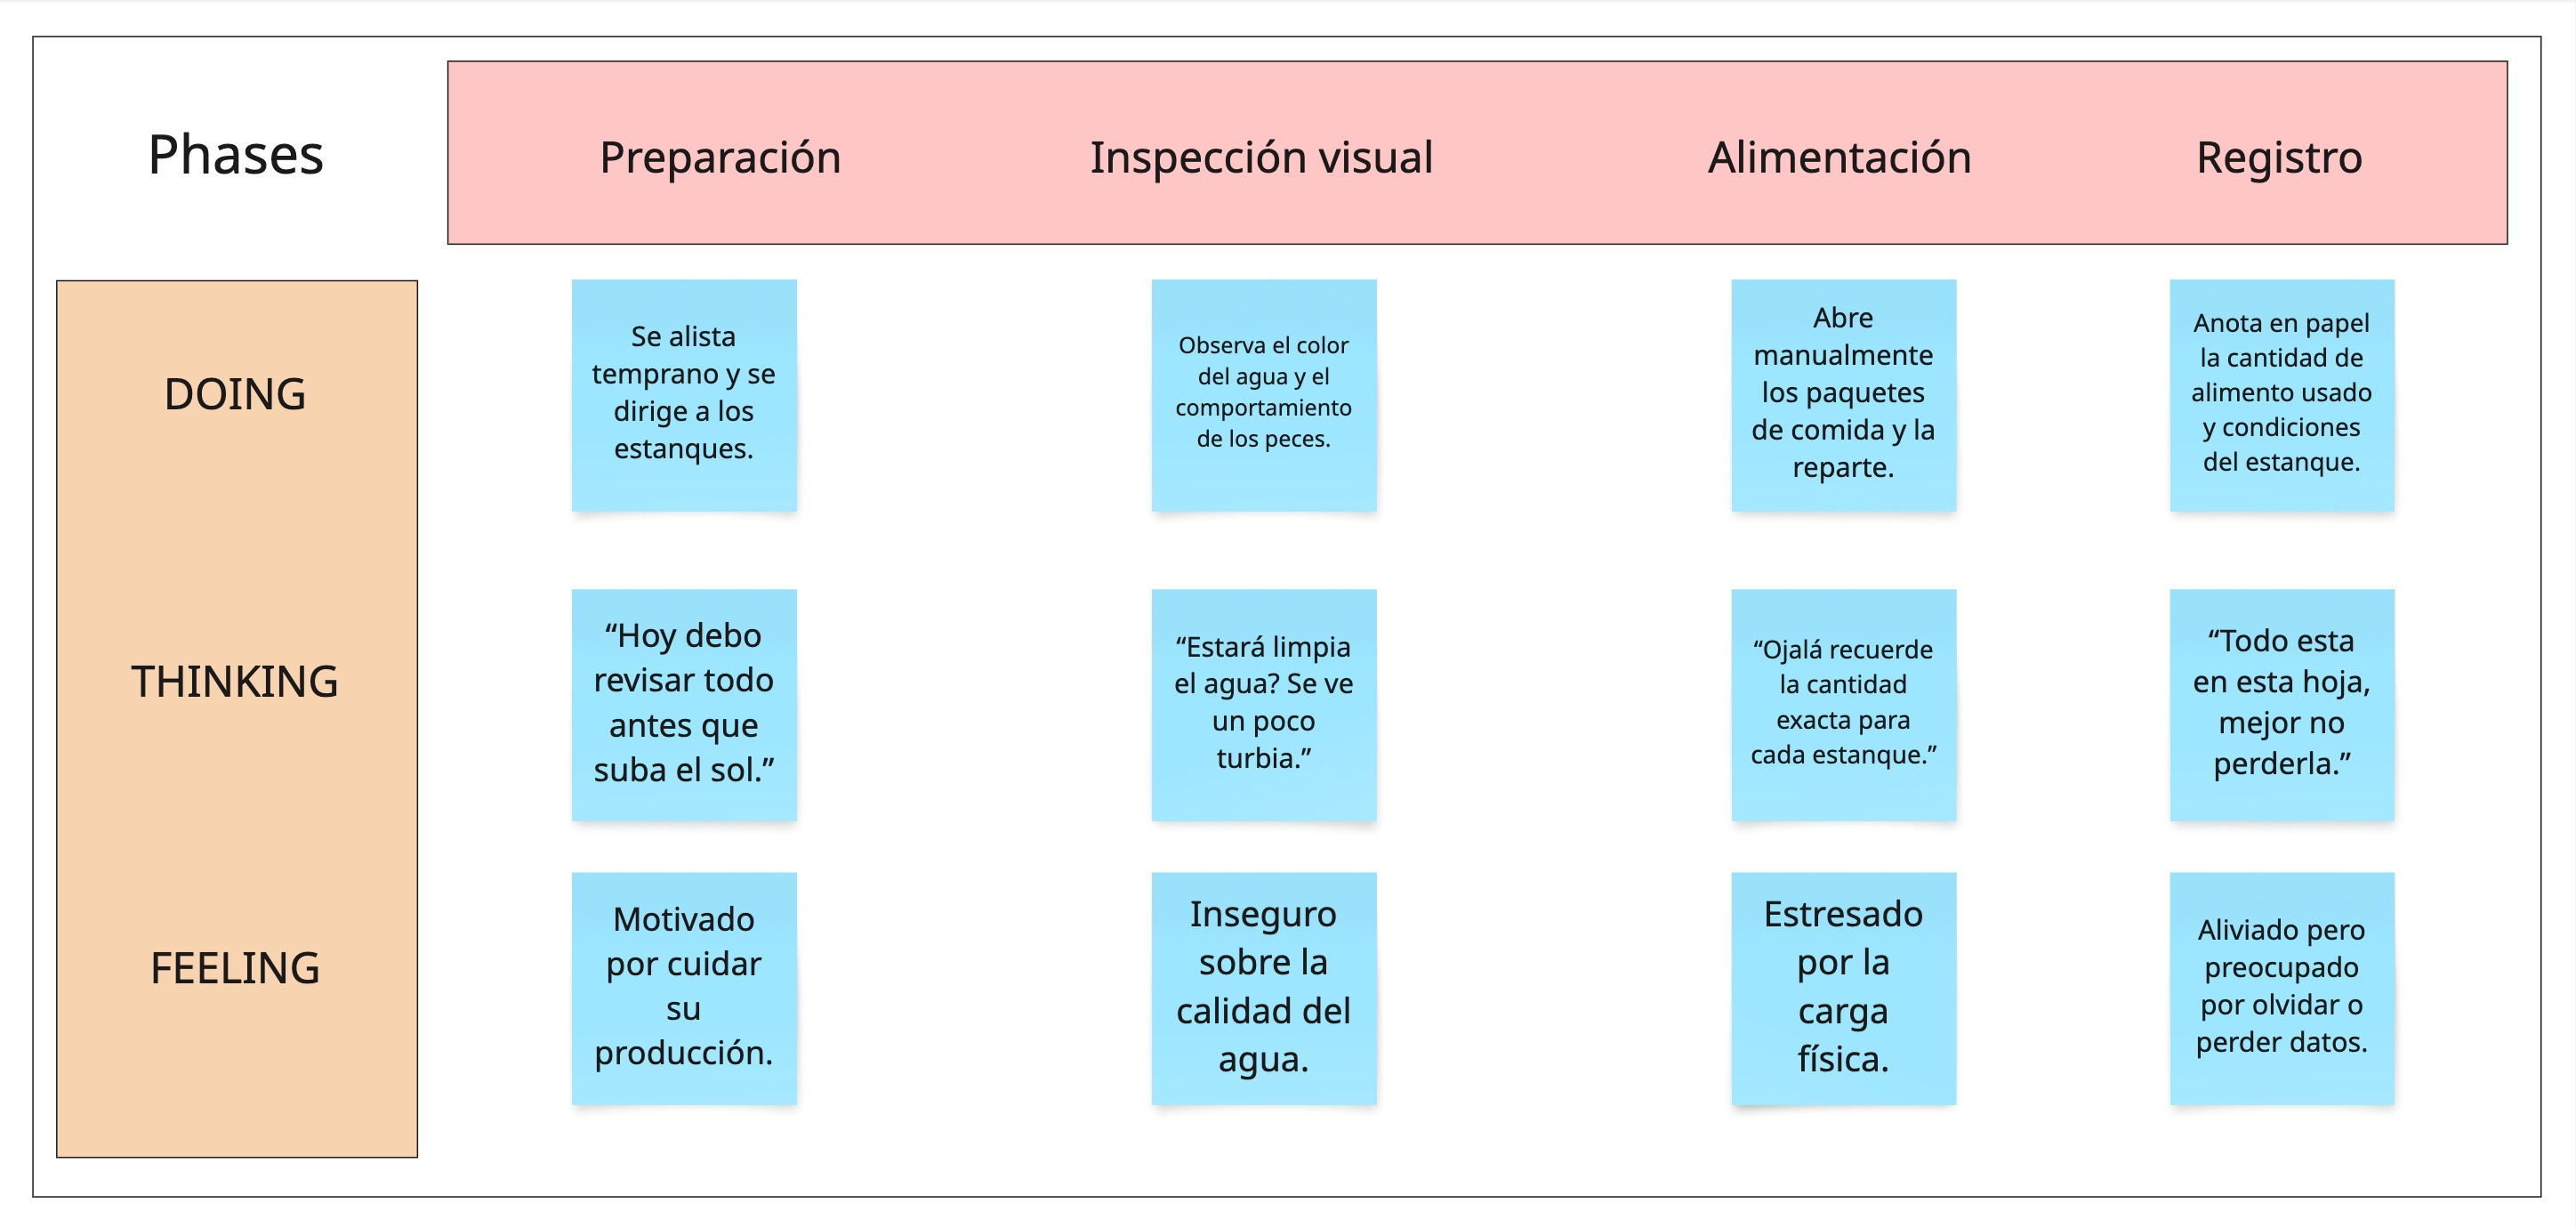 Phases
Preparación
Inspección visual
Alimentación
Registro
DOING
Se alista
temprano y se
dirige a los
estanques.
Observa el color
del agua y el
comportamiento
de los peces.
Abre
manualmente
los paquetes
de comida y la
reparte.
Anota en papel
la cantidad de
alimento usado
y condiciones
del estanque.
THINKING
“Hoy debo
revisar todo
antes que
suba el sol.”
“Estará limpia
el agua? Se ve
un poco
turbia.”
“Ojalá recuerde
la cantidad
exacta para
cada estanque.”
“Todo esta
en esta hoja,
mejor no
perderla.”
FEELING
Motivado
por cuidar
su
producción.
Inseguro
sobre la
calidad del
agua.
Estresado
por la
carga
física.
Aliviado pero
preocupado
por olvidar o
perder datos.